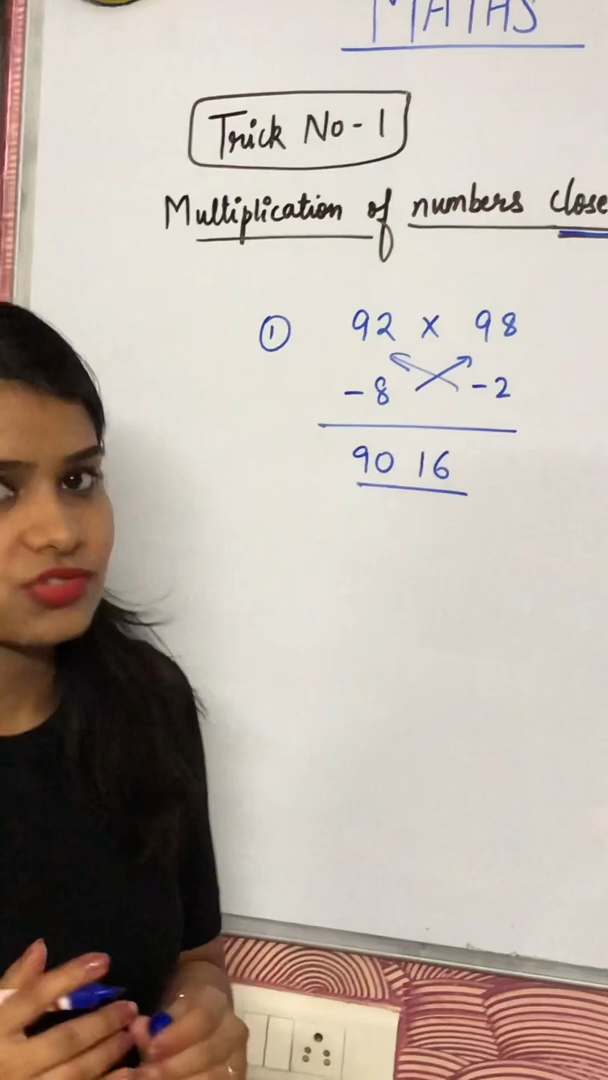 MATHS
Trick No-1
Multiplication of numbers close
① 92 x 98
-8 -2
90 16